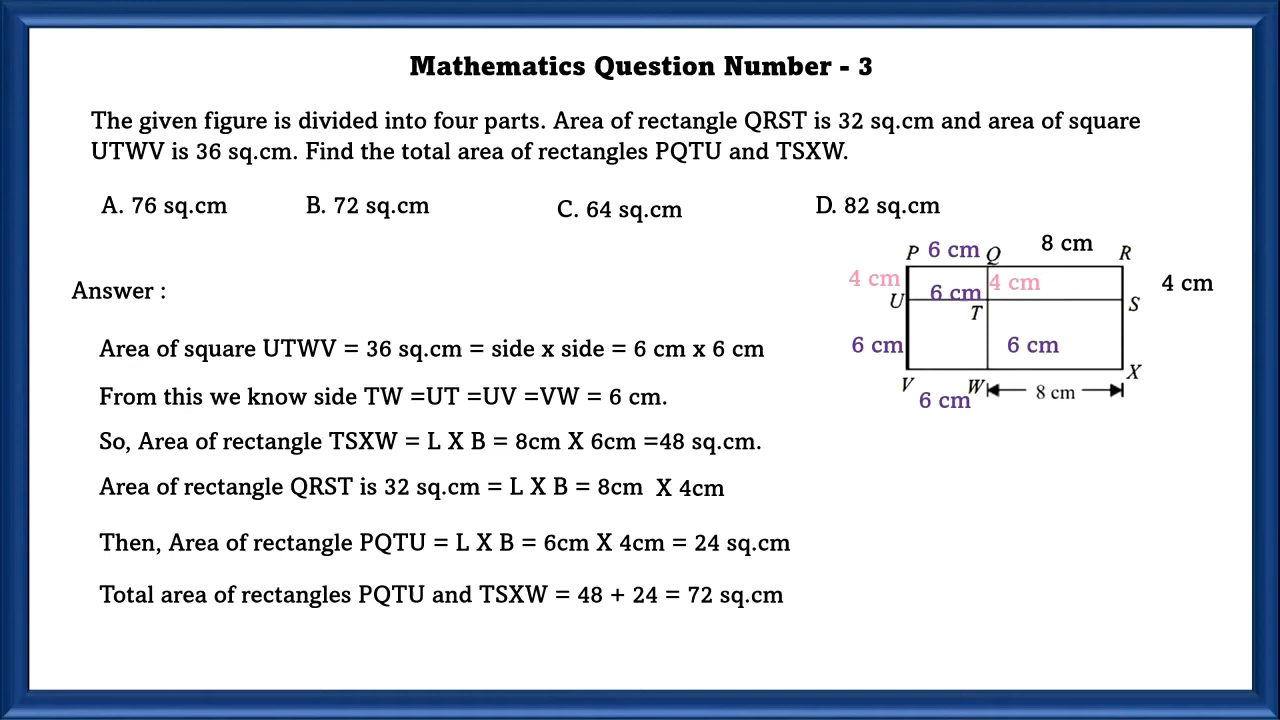 Mathematics Question Number - 3
The given figure is divided into four parts. Area of rectangle QRST is 32 sq.cm and area of square
UTWV is 36 sq.cm. Find the total area of rectangles PQTU and TSXW.
A. 76 sq.cm B. 72 sq.cm C. 64 sq.cm D. 82 sq.cm
P 6 cm Q 8 cm R
4 cm 4 cm 4 cm
Answer :
U 6 cm T S
Area of square UTWV = 36 sq.cm = side x side = 6 cm x 6 cm
6 cm 6 cm
V W X
6 cm 8 cm
From this we know side TW =UT =UV =VW = 6 cm.
So, Area of rectangle TSXW = L X B = 8cm X 6cm =48 sq.cm.
Area of rectangle QRST is 32 sq.cm = L X B = 8cm X 4cm
Then, Area of rectangle PQTU = L X B = 6cm X 4cm = 24 sq.cm
Total area of rectangles PQTU and TSXW = 48 + 24 = 72 sq.cm